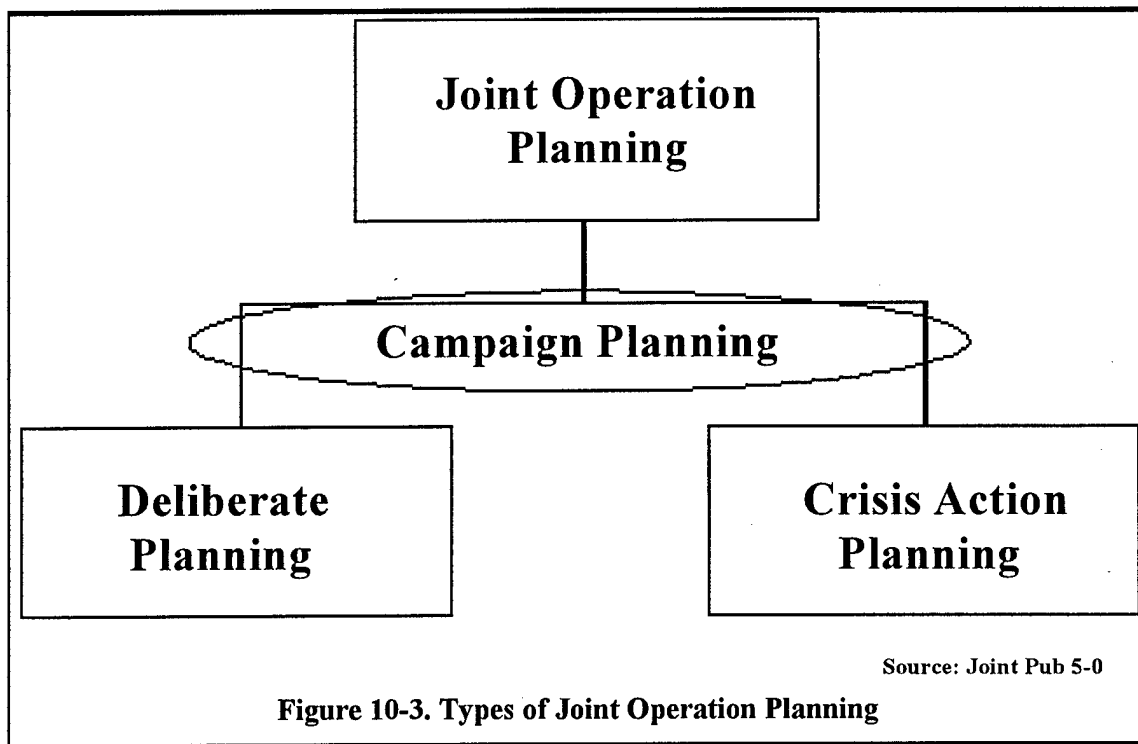 Joint Operation
Planning
Campaign Planning
Deliberate
Planning
Crisis Action
Planning
Source: Joint Pub 5-0
Figure 10-3. Types of Joint Operation Planning